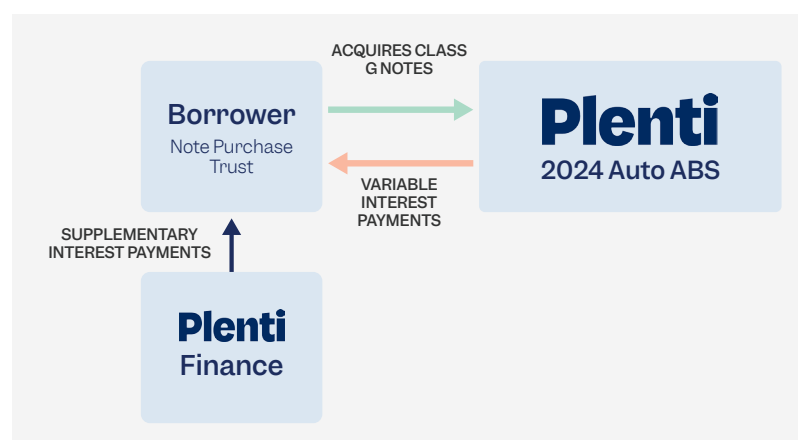 ACQUIRES CLASS
G NOTES
Borrower
Note Purchase
Trust
Plenti
2024 Auto ABS
VARIABLE
INTEREST
PAYMENTS
SUPPLEMENTARY
INTEREST PAYMENTS
Plenti
Finance